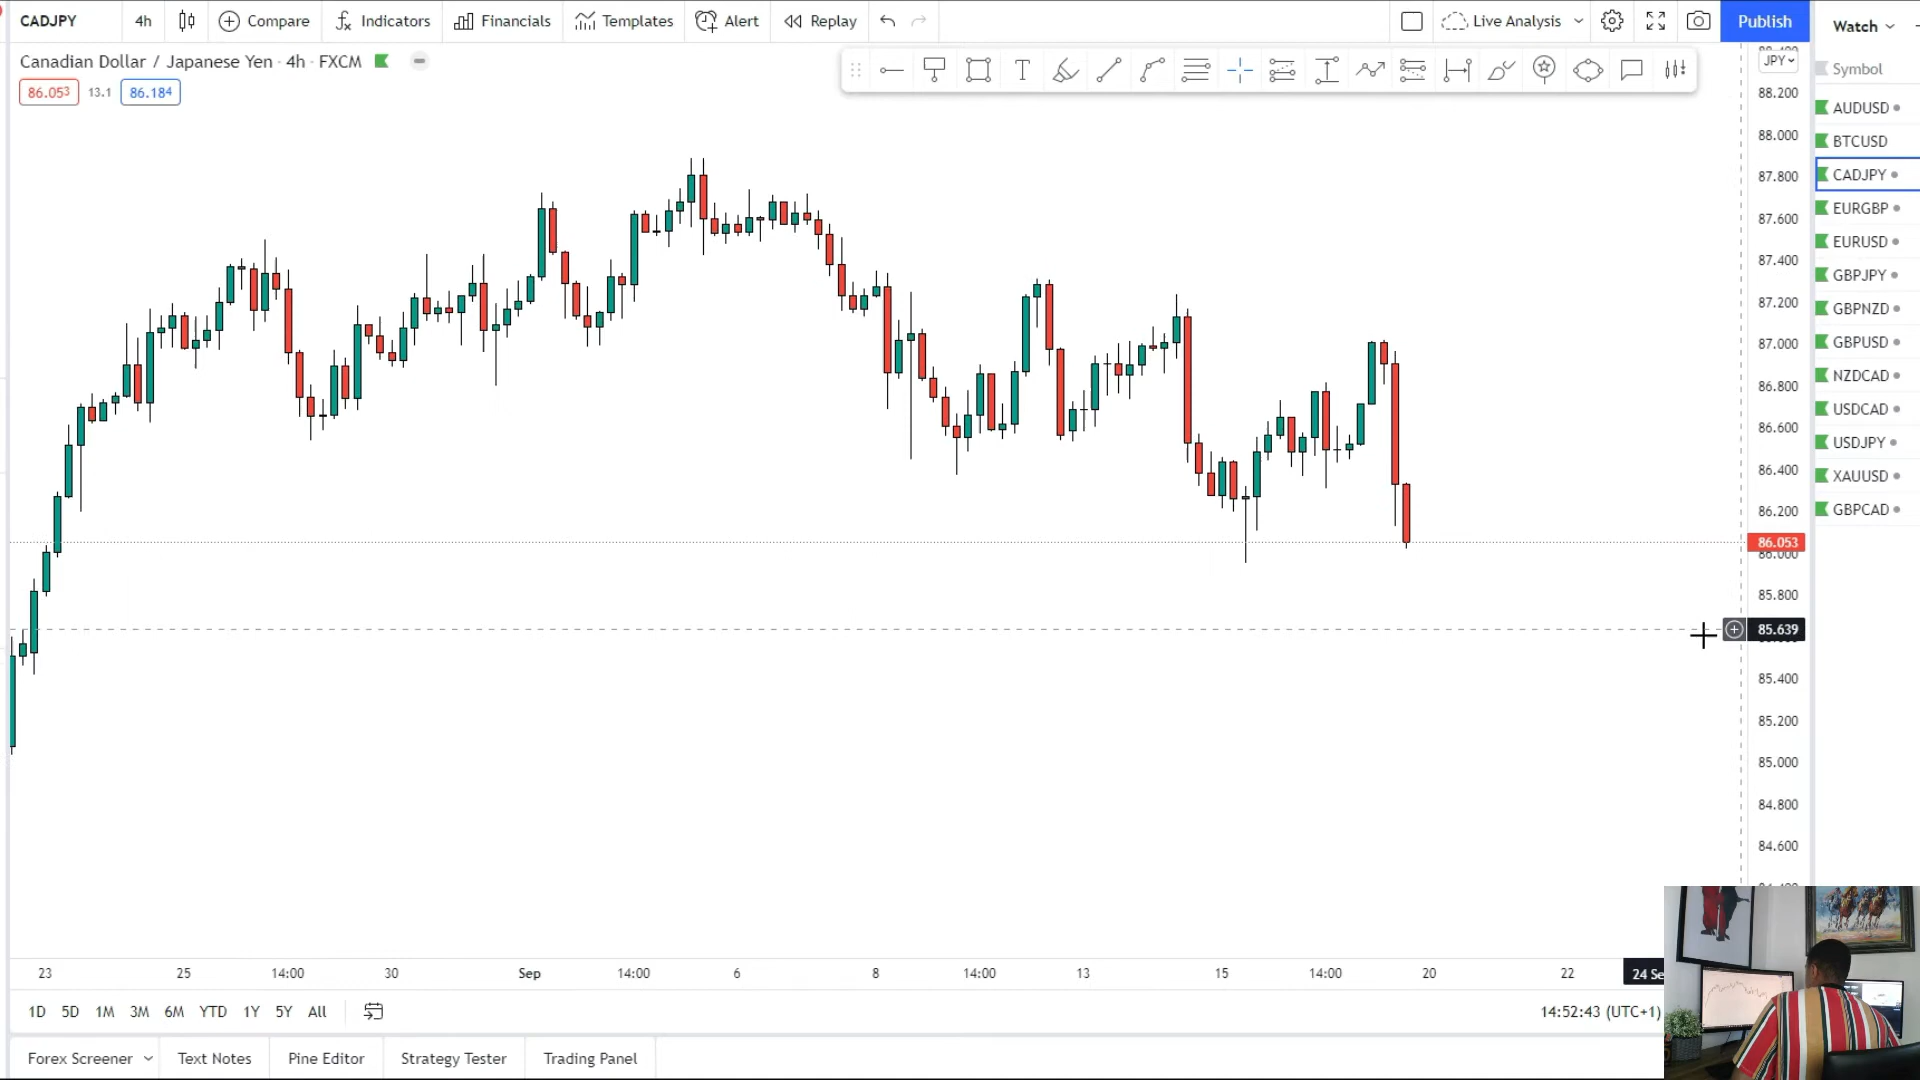 CADJPY 4h Compare Indicators Financials Templates Alert Replay Live Analysis Publish Watch
Canadian Dollar / Japanese Yen · 4h · FXCM
86.053 13.1 86.184
JPY
88.200
88.000
87.800
87.600
87.400
87.200
87.000
86.800
86.600
86.400
86.200
86.053
86.000
85.800
85.639
85.400
85.200
85.000
84.800
84.600
Symbol
AUDUSD
BTCUSD
CADJPY
EURGBP
EURUSD
GBPJPY
GBPNZD
GBPUSD
NZDCAD
USDCAD
USDJPY
XAUUSD
GBPCAD
23 25 14:00 30 Sep 14:00 6 8 14:00 13 15 14:00 20 22 24 Se
1D 5D 1M 3M 6M YTD 1Y 5Y All 14:52:43 (UTC+1)
Forex Screener Text Notes Pine Editor Strategy Tester Trading Panel